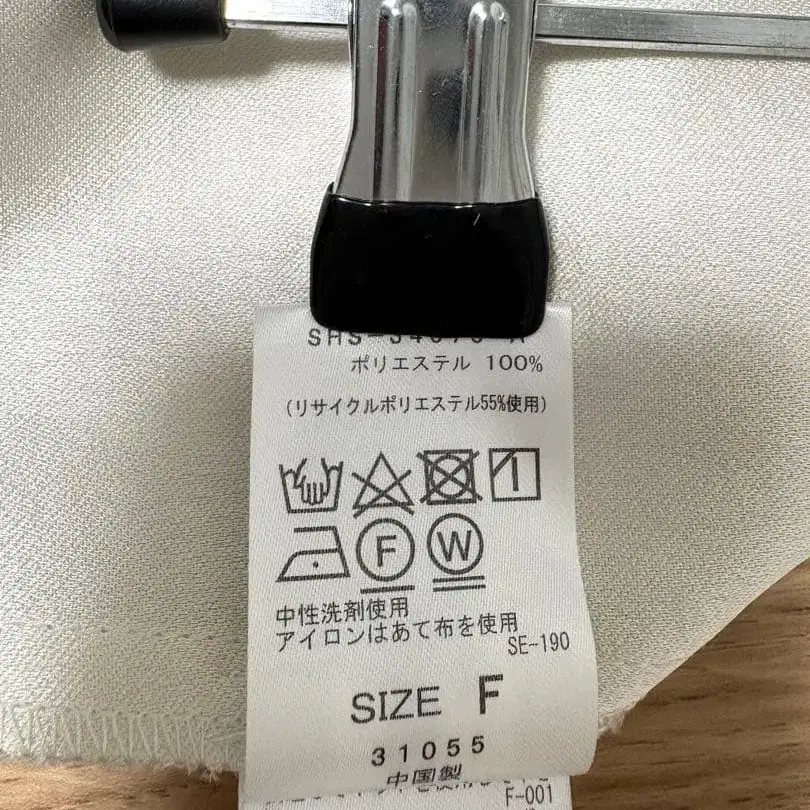 ポリエステル 100%
(リサイクルポリエステル55%使用)
F W
中性洗剤使用
アイロンはあて布を使用
SE-190
SIZE F
31055
中国製
F-001